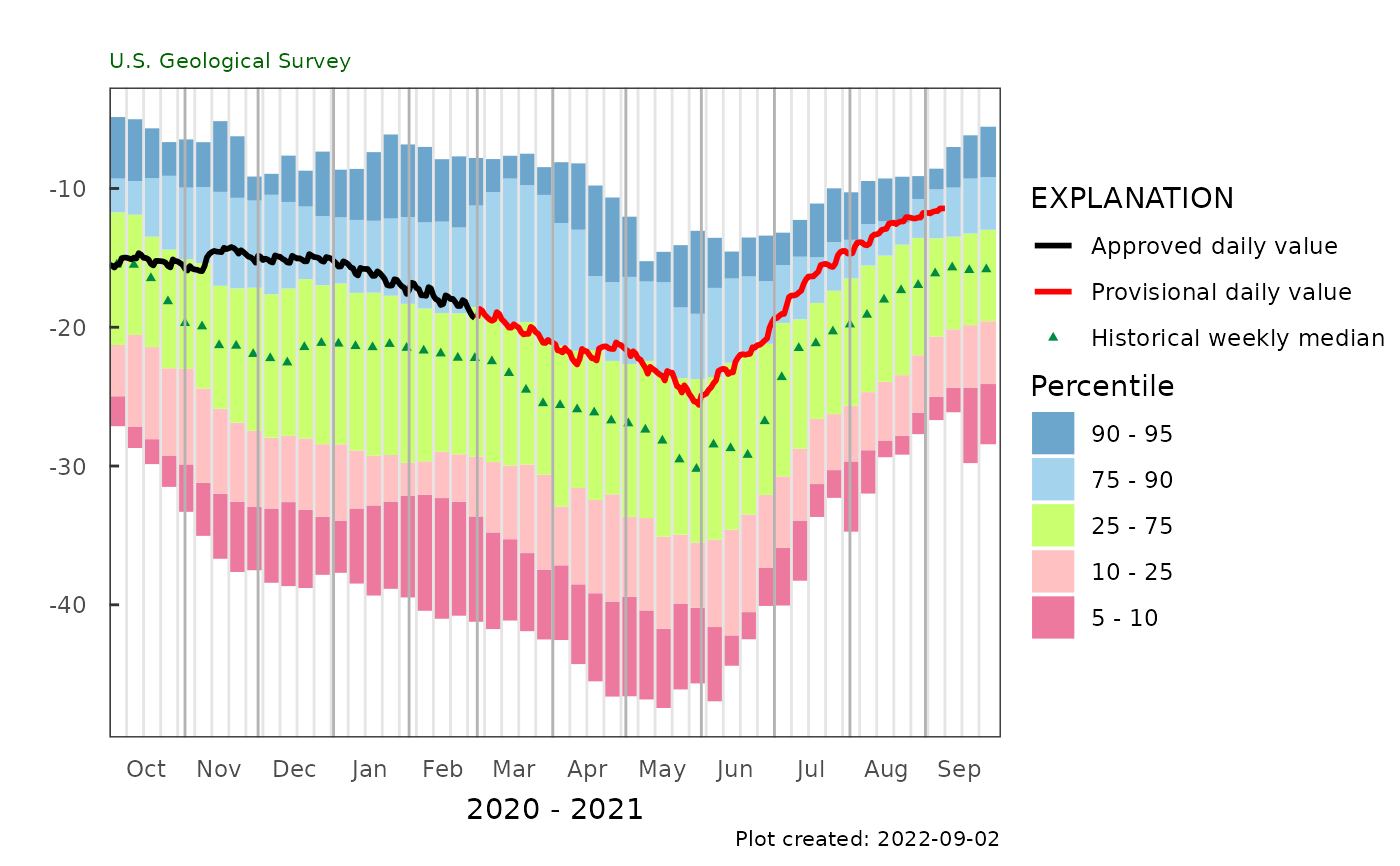 U.S. Geological Survey
-10
-20
-30
-40
Oct Nov Dec Jan Feb Mar Apr May Jun Jul Aug Sep
2020 - 2021
Plot created: 2022-09-02
EXPLANATION
Approved daily value
Provisional daily value
Historical weekly median
Percentile
90 - 95
75 - 90
25 - 75
10 - 25
5 - 10